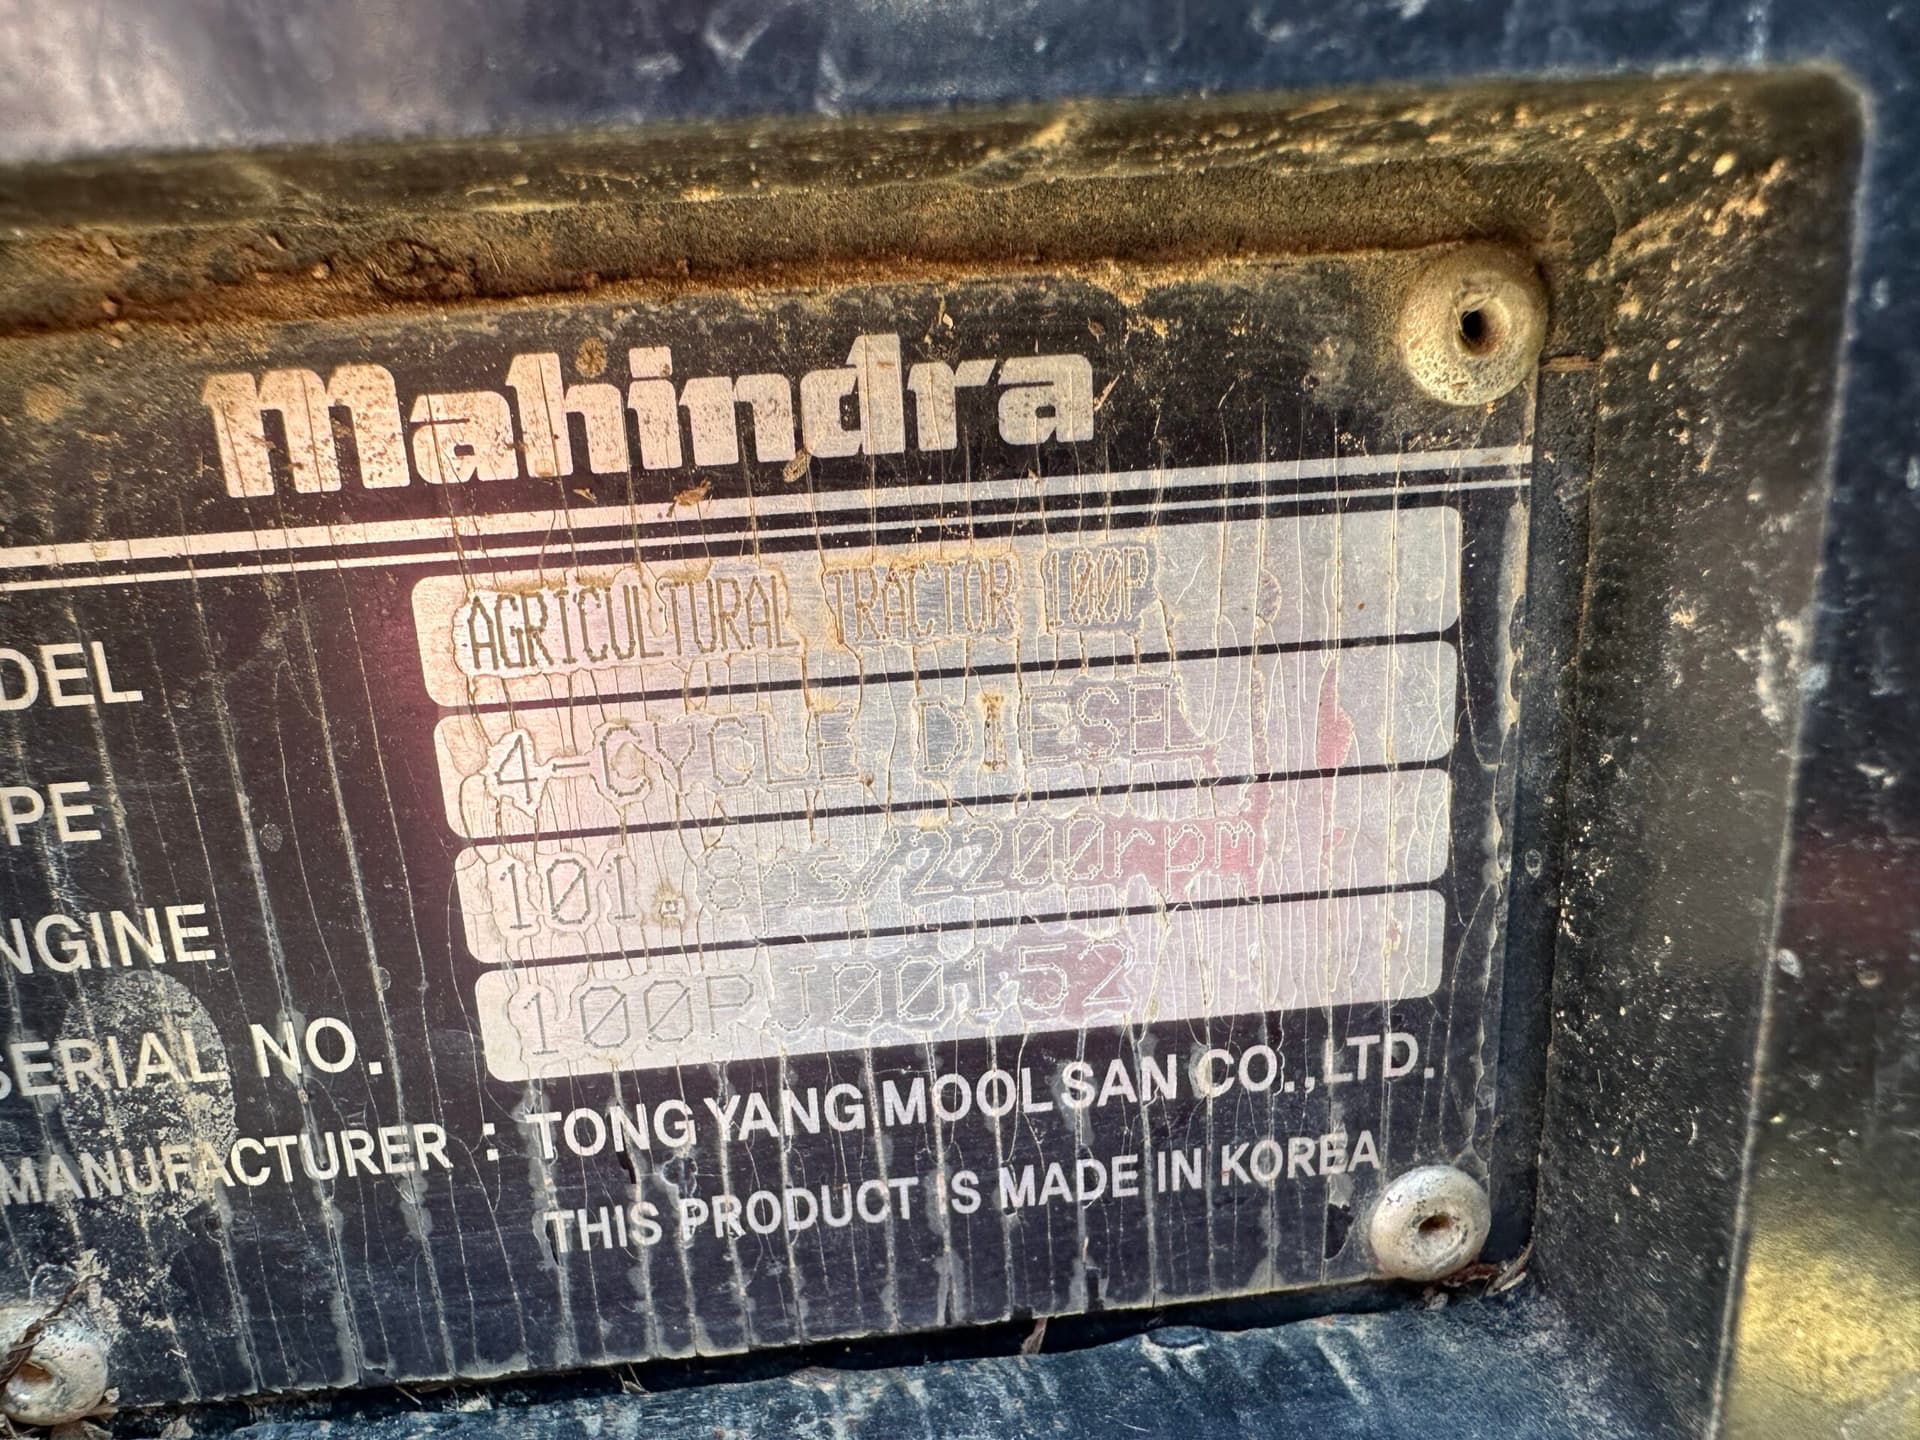 Mahindra
DEL AGRICULTURAL TRACTOR 100P
PE 4-CYCLE DIESEL
NGINE 101.8ps/2200rpm
SERIAL NO. 100PJ00152
MANUFACTURER : TONG YANG MOOLSAN CO., LTD.
THIS PRODUCT IS MADE IN KOREA